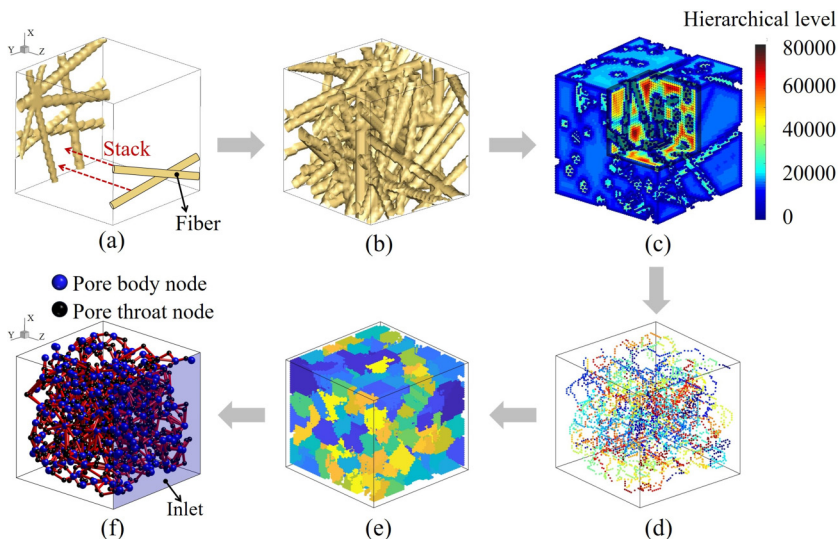 Hierarchical level
X
Y
Z
80000
60000
40000
20000
0
Stack
Fiber
(a)
(b)
(c)
Pore body node
Pore throat node
X
Y
Z
Inlet
(f)
(e)
(d)